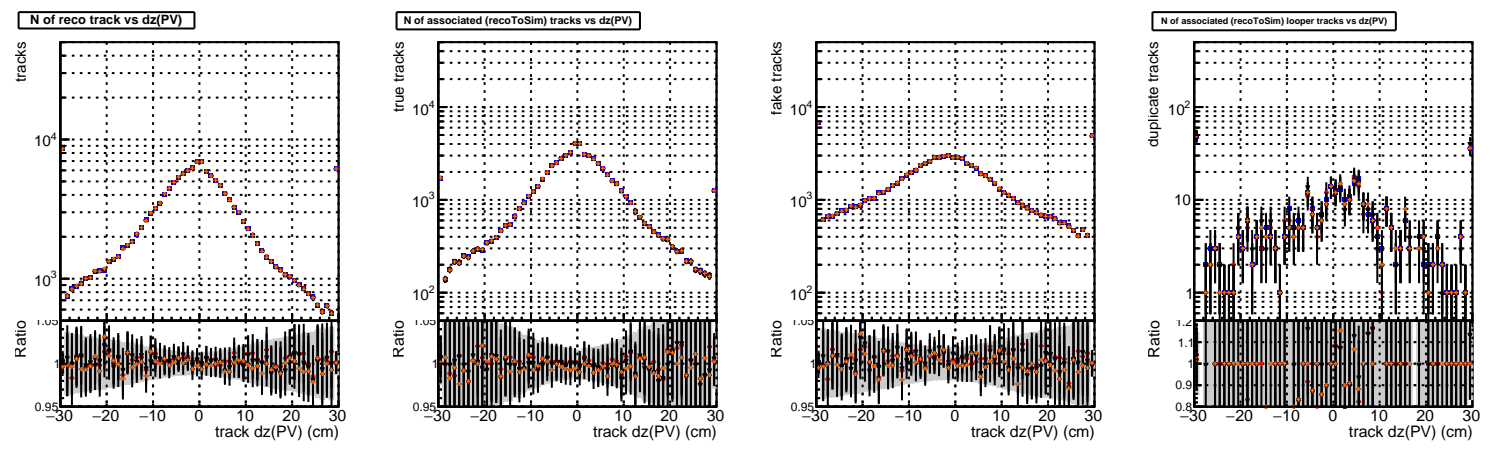 N of reco track vs dz(PV)
tracks
10^4
10^3
1.05
Ratio
1
0.95
−30 −20 −10 0 10 20 30
track dz(PV) (cm)
N of associated (recoToSim) tracks vs dz(PV)
true tracks
10^4
10^3
10^2
1.05
Ratio
1
0.95
−30 −20 −10 0 10 20 30
track dz(PV) (cm)
fake tracks
10^4
10^3
10^2
1.05
Ratio
1
0.95
−30 −20 −10 0 10 20 30
track dz(PV) (cm)
N of associated (recoToSim) looper tracks vs dz(PV)
duplicate tracks
10^2
10
1
1.2
1.1
Ratio
1
0.9
0.8
−30 −20 −10 0 10 20 30
track dz(PV) (cm)